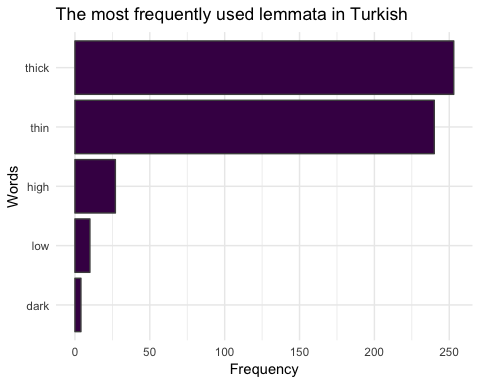 The most frequently used lemmata in Turkish
thick
thin
high
low
dark
Words
0 50 100 150 200 250
Frequency